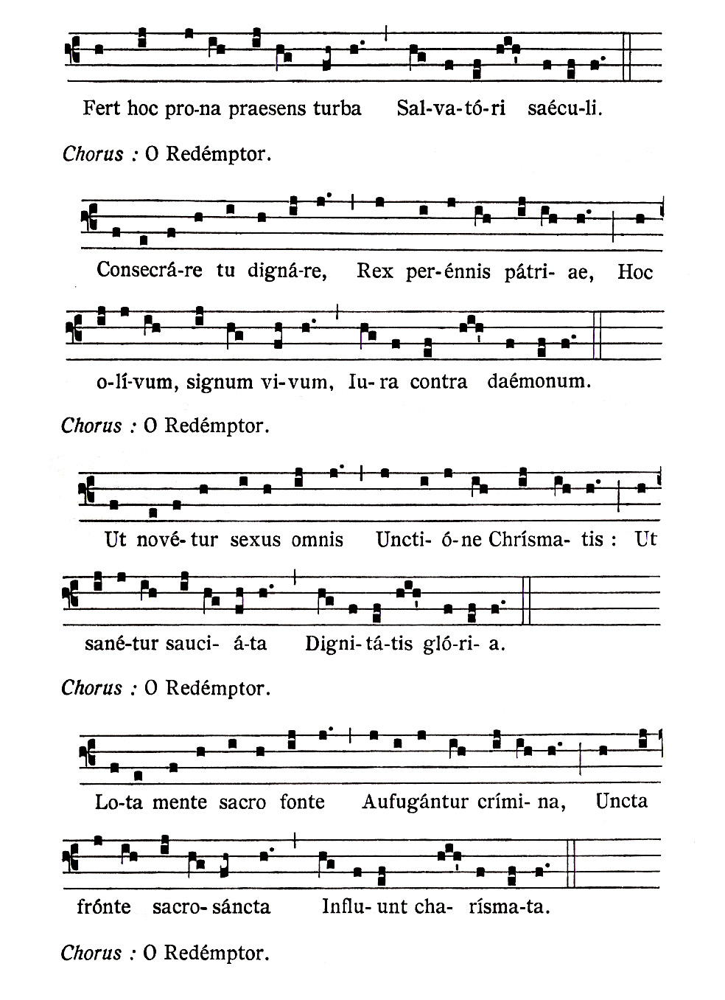 Fert hoc pro-na praesens turba Sal-va-tó-ri saécu-li.
Chorus : O Redémptor.
Consecrá-re tu digná-re, Rex per-énnis pátri- ae, Hoc
o-lí-vum, signum vi-vum, Iu-ra contra daémonum.
Chorus : O Redémptor.
Ut nové-tur sexus omnis Uncti- ó-ne Chrísma- tis : Ut
sané-tur sauci- á-ta Digni-tá-tis gló-ri- a.
Chorus : O Redémptor.
Lo-ta mente sacro fonte Aufugántur crími- na, Uncta
frónte sacro-sáncta Influ- unt cha- rísma-ta.
Chorus : O Redémptor.